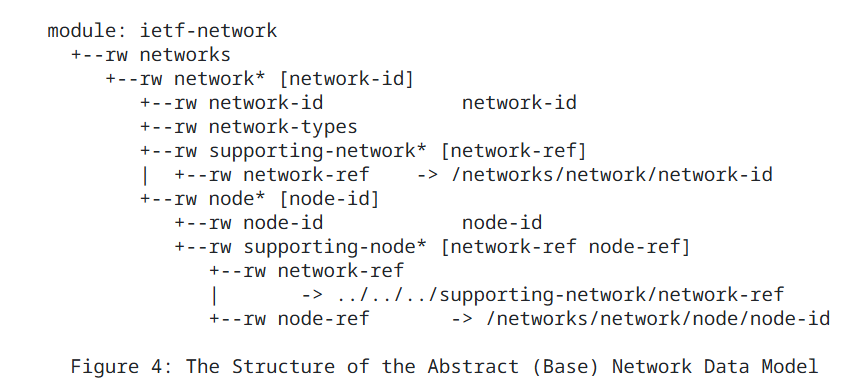 module: ietf-network
  +--rw networks
     +--rw network* [network-id]
        +--rw network-id            network-id
        +--rw network-types
        +--rw supporting-network* [network-ref]
        |  +--rw network-ref    -> /networks/network/network-id
        +--rw node* [node-id]
           +--rw node-id            node-id
           +--rw supporting-node* [network-ref node-ref]
              +--rw network-ref
              |       -> ../../../supporting-network/network-ref
              +--rw node-ref       -> /networks/network/node/node-id
  Figure 4: The Structure of the Abstract (Base) Network Data Model